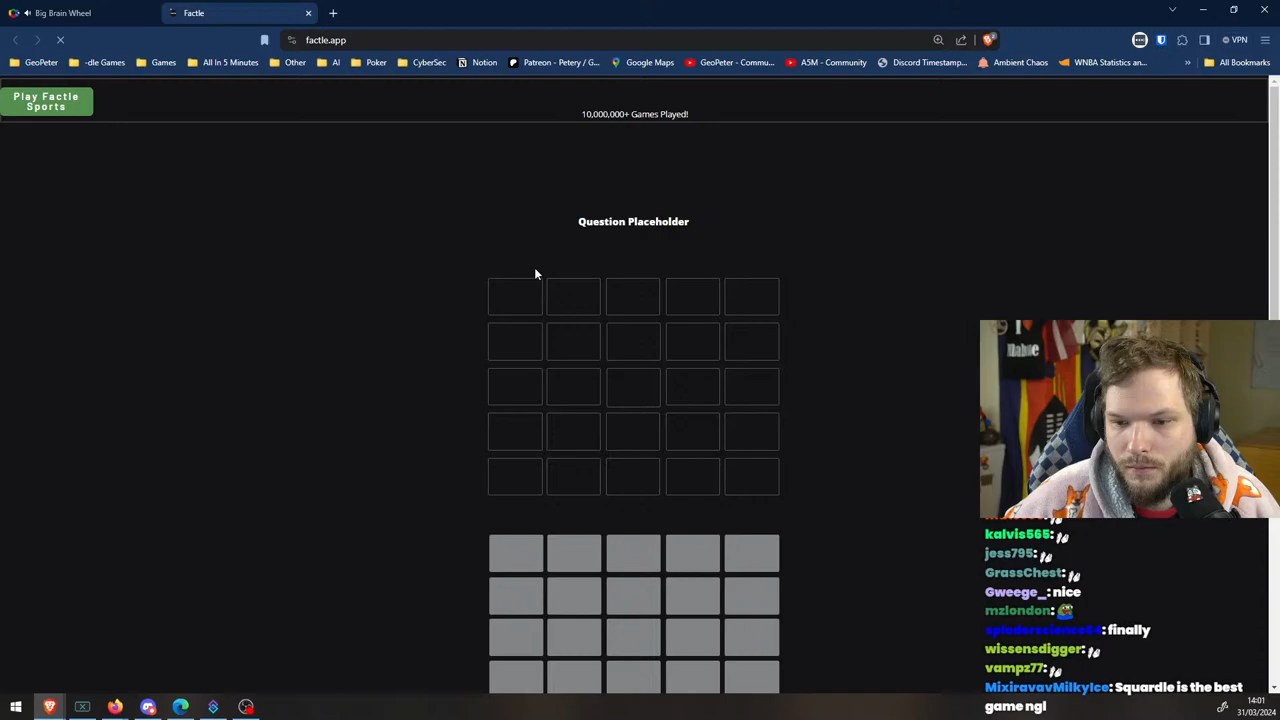 Big Brain Wheel
Factle
factle.app
2
VPN
GeoPeter
-dle Games
Games
All In 5 Minutes
Other
AI
Poker
CyberSec
Notion
Patreon - Petery / G...
Google Maps
GeoPeter - Commu...
A5M - Community
Discord Timestamp...
Ambient Chaos
WNBA Statistics an...
»
All Bookmarks
Play Factle
Sports
10,000,000+ Games Played!
Question Placeholder
kalvis565:
jess795:
GrassChest:
Gweege_: nice
mzlondon:
sploderscience64: finally
wissensdigger:
vampz77:
MixiravavMilkyIce: Squardle is the best
game ngl
14:01
31/03/2024